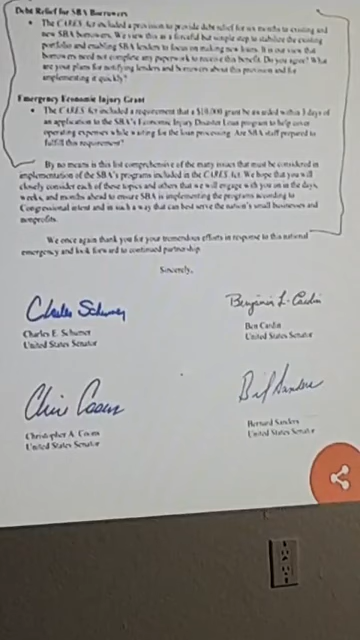 Debt Relief for SBA Borrowers
• The CARES Act included a provision to provide debt relief for six months to existing and
new SBA borrowers. We view this as a forceful but simple step to stabilize the existing
portfolio and enabling SBA lenders to focus on making new loans. It is our view that
borrowers need not complete any paperwork to receive this benefit. Do you agree? What
are your plans for notifying lenders and borrowers about this provision and for
implementing it quickly?
Emergency Economic Injury Grant
• The CARES Act included a requirement that a $10,000 grant be awarded within 3 days of
an application to the SBA's Economic Injury Disaster Loan program to help cover
operating expenses while waiting for the loan processing. Are SBA staff prepared to
fulfill this requirement?
By no means is this list comprehensive of the many issues that must be considered in
implementation of the SBA's programs included in the CARES Act. We hope that you will
closely consider each of these topics and others that we will engage with you on in the days,
weeks, and months ahead to ensure SBA is implementing the programs according to
Congressional intent and in such a way that can best serve the nation's small businesses and
nonprofits.
We once again thank you for your tremendous efforts in response to this national
emergency and look forward to continued partnership.
Sincerely,
Charles Schumer
Benjamin L. Cardin
Charles E. Schumer
United States Senator
Ben Cardin
United States Senator
Chris Coons
Bernard Sanders
Christopher A. Coons
United States Senator
United States Senator